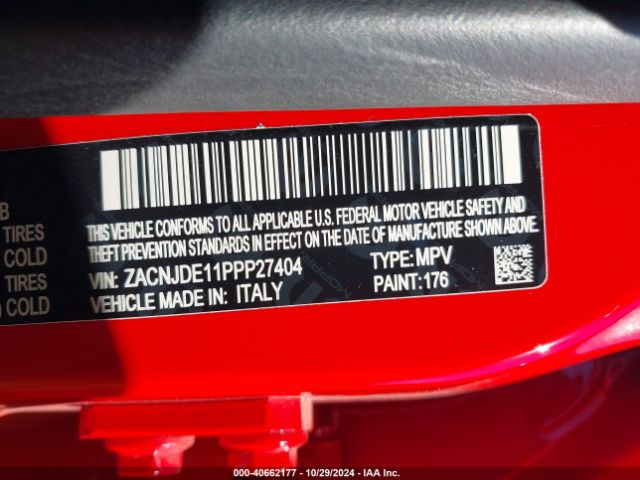 B
TIRES
COLD
TIRES
COLD
THIS VEHICLE CONFORMS TO ALL APPLICABLE U.S. FEDERAL MOTOR VEHICLE SAFETY AND
THEFT PREVENTION STANDARDS IN EFFECT ON THE DATE OF MANUFACTURE SHOWN ABOVE.
VIN: ZACNJDE11PPP27404 TYPE: MPV
VEHICLE MADE IN: ITALY PAINT: 176
000-40662177 - 10/29/2024 - IAA Inc.